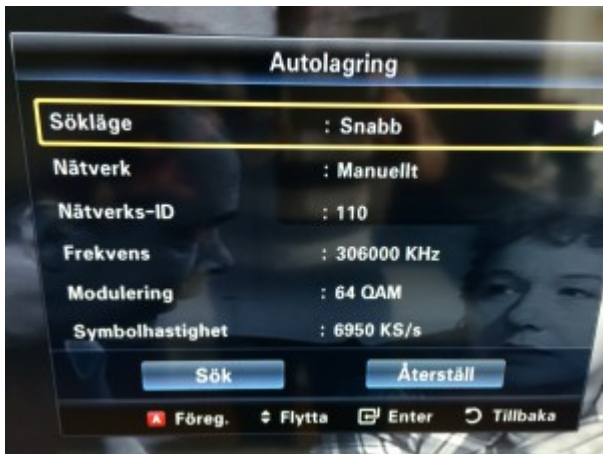 Autolagring
Sökläge : Snabb
Nätverk : Manuellt
Nätverks-ID : 110
Frekvens : 306000 KHz
Modulering : 64 QAM
Symbolhastighet : 6950 KS/s
Sök Återställ
A Föreg. Flytta Enter Tillbaka